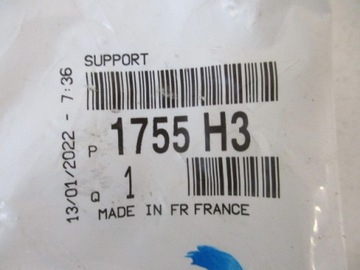 SUPPORT
13/01/2022 - 7:36
P 1755 H3
Q 1
MADE IN FR FRANCE